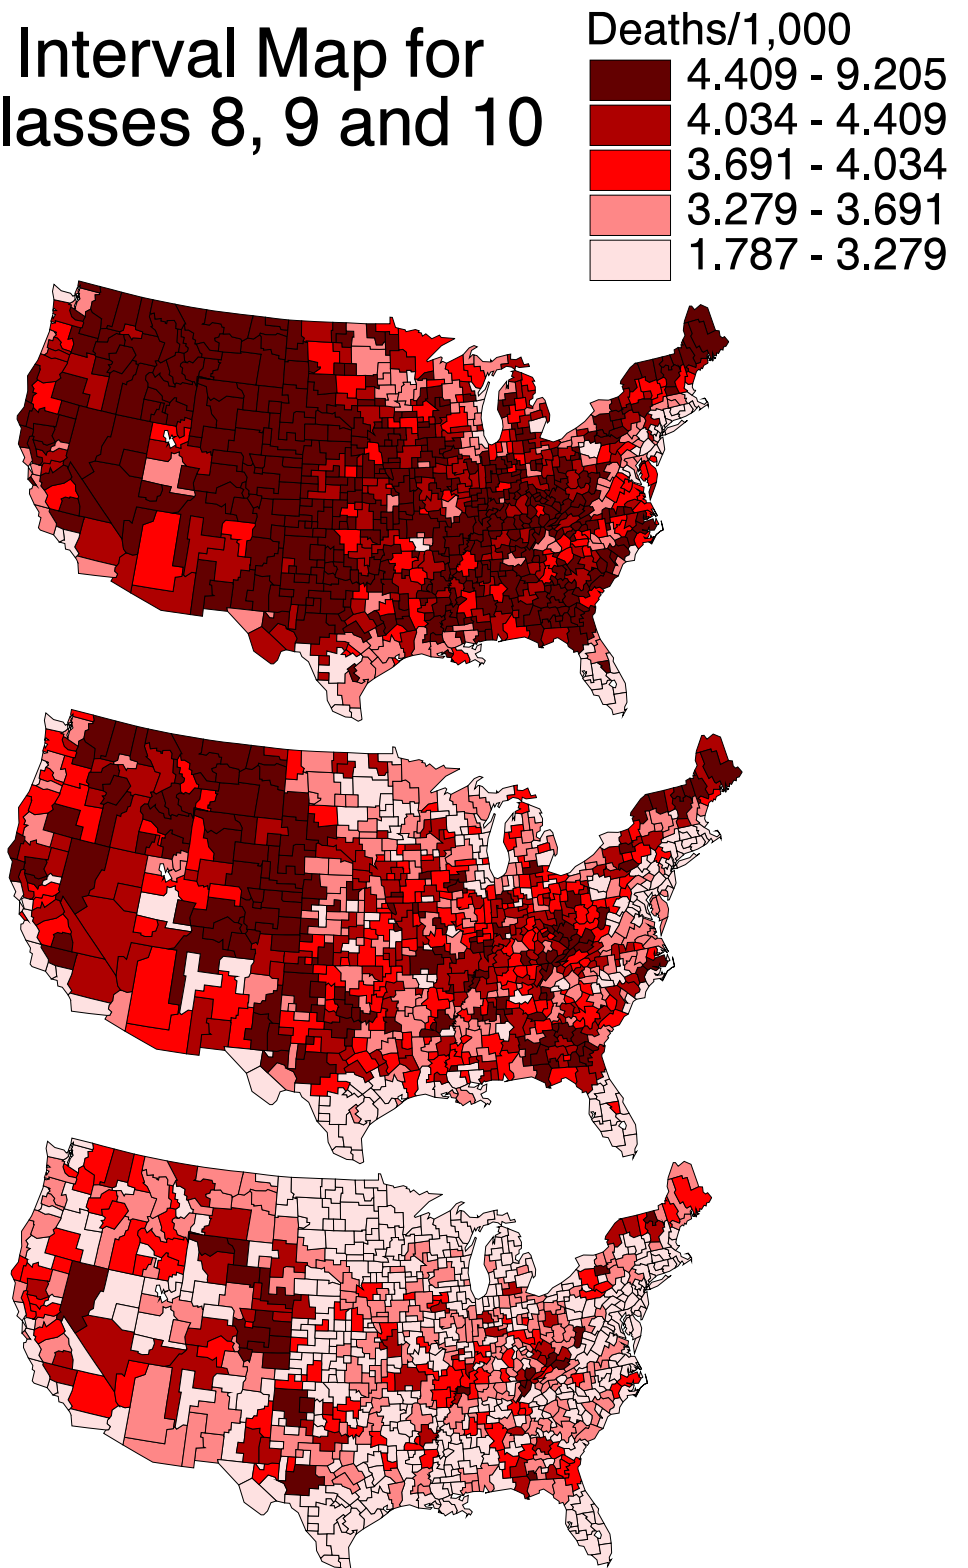 Interval Map for
lasses 8, 9 and 10
Deaths/1,000
4.409 - 9.205
4.034 - 4.409
3.691 - 4.034
3.279 - 3.691
1.787 - 3.279